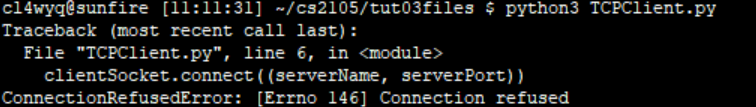 cl4wyq@sunfire [11:11:31] ~/cs2105/tut03files $ python3 TCPClient.py
Traceback (most recent call last):
  File "TCPClient.py", line 6, in <module>
    clientSocket.connect((serverName, serverPort))
ConnectionRefusedError: [Errno 146] Connection refused